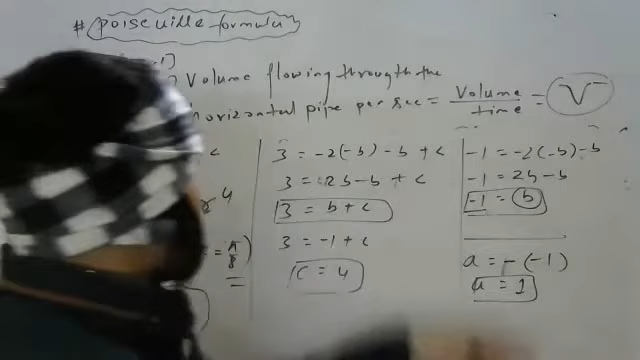 # poiseuille formula
Volume flowing through the
horizontal pipe per sec = Volume / time = V
3 = -2(-b) - b + c
3 = 2b - b + c
3 = b + c
3 = -1 + c
c = 4
-1 = -2(-b) - b
-1 = 2b - b
-1 = b
a = -(-1)
a = 1